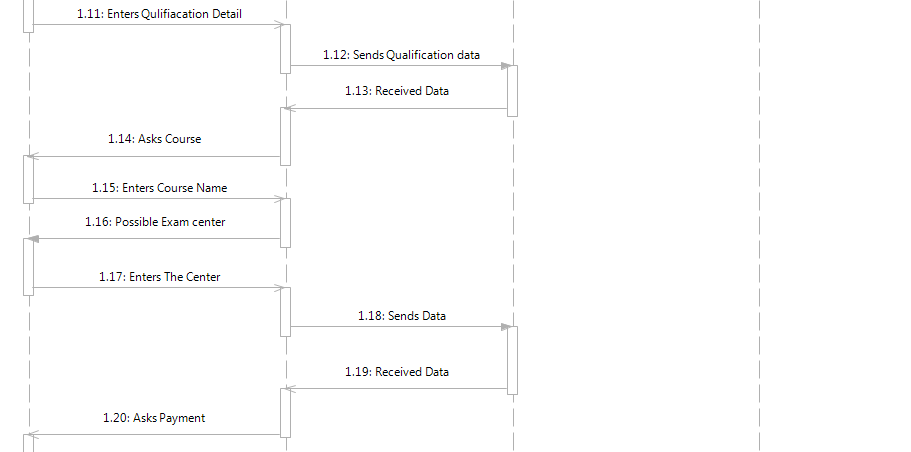 1.11: Enters Qulifiacation Detail
1.12: Sends Qualification data
1.13: Received Data
1.14: Asks Course
1.15: Enters Course Name
1.16: Possible Exam center
1.17: Enters The Center
1.18: Sends Data
1.19: Received Data
1.20: Asks Payment